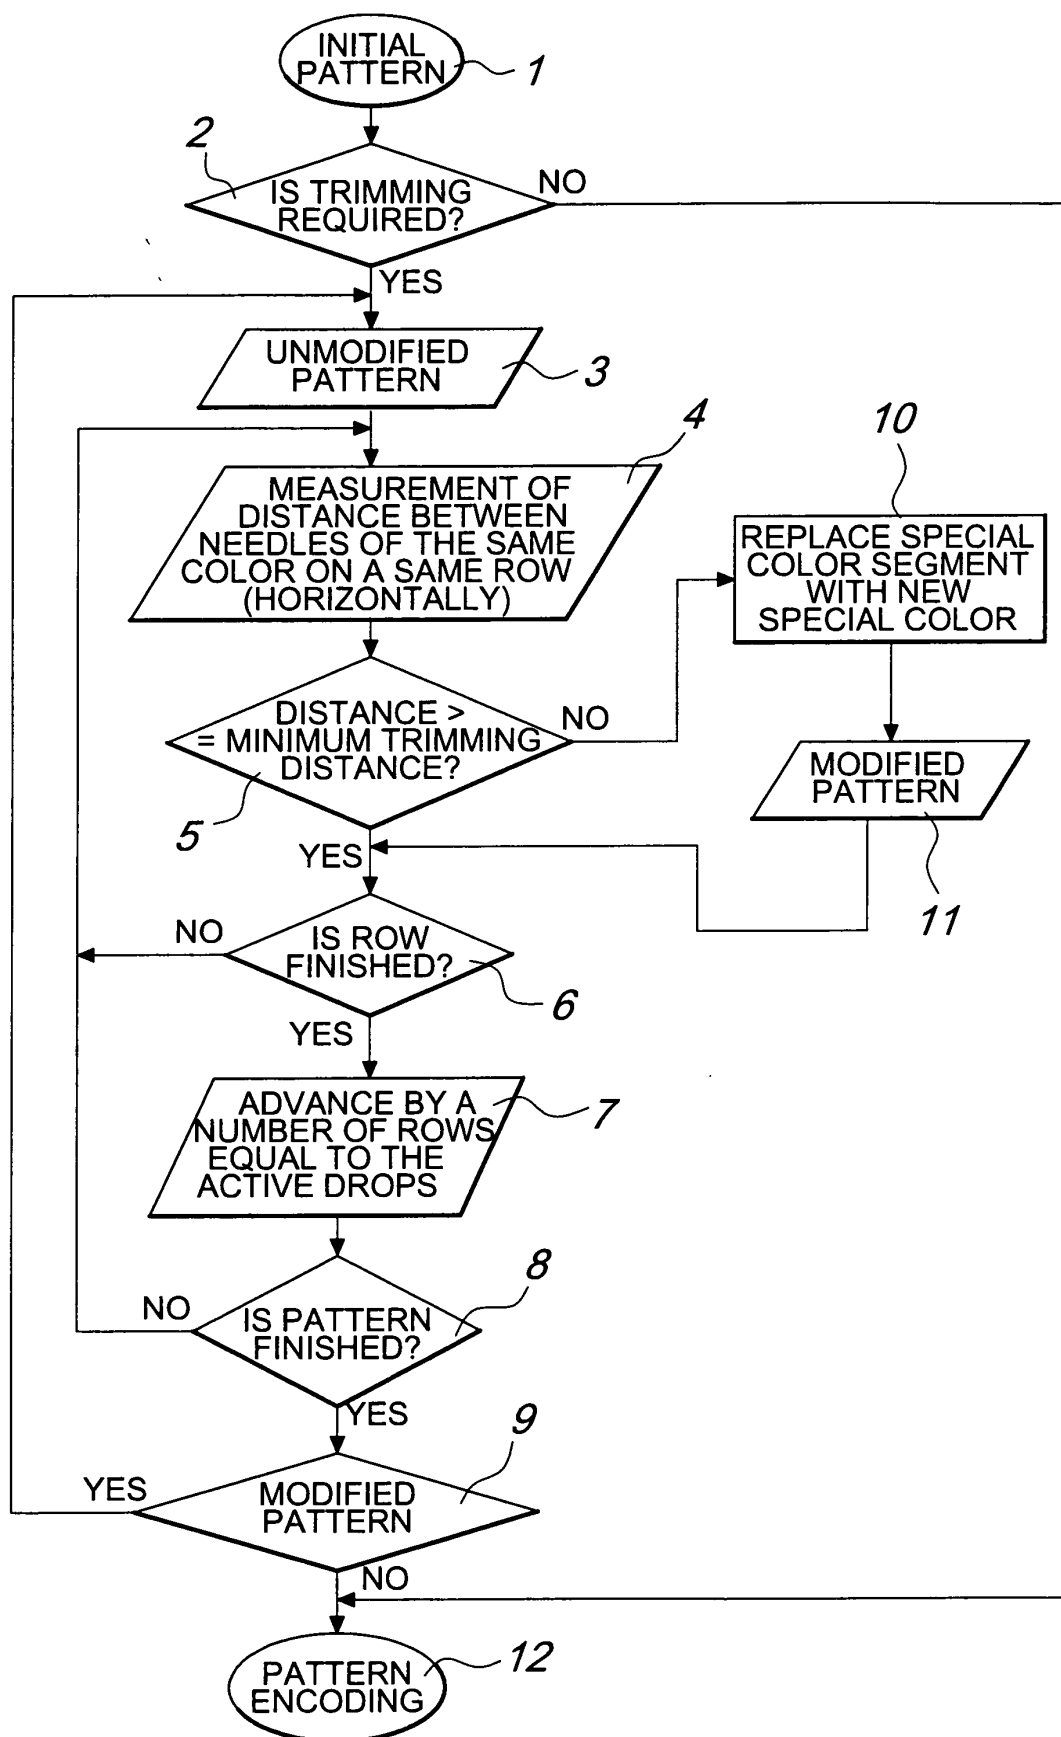 INITIAL
PATTERN
1
2
IS TRIMMING
REQUIRED?
NO
YES
UNMODIFIED
PATTERN
3
4
MEASUREMENT OF
DISTANCE BETWEEN
NEEDLES OF THE SAME
COLOR ON A SAME ROW
(HORIZONTALLY)
10
REPLACE SPECIAL
COLOR SEGMENT
WITH NEW
SPECIAL COLOR
DISTANCE >
= MINIMUM TRIMMING
DISTANCE?
NO
5
YES
MODIFIED
PATTERN
11
NO
IS ROW
FINISHED?
6
YES
ADVANCE BY A
NUMBER OF ROWS
EQUAL TO THE
ACTIVE DROPS
7
8
NO
IS PATTERN
FINISHED?
YES
9
YES
MODIFIED
PATTERN
NO
PATTERN
ENCODING
12